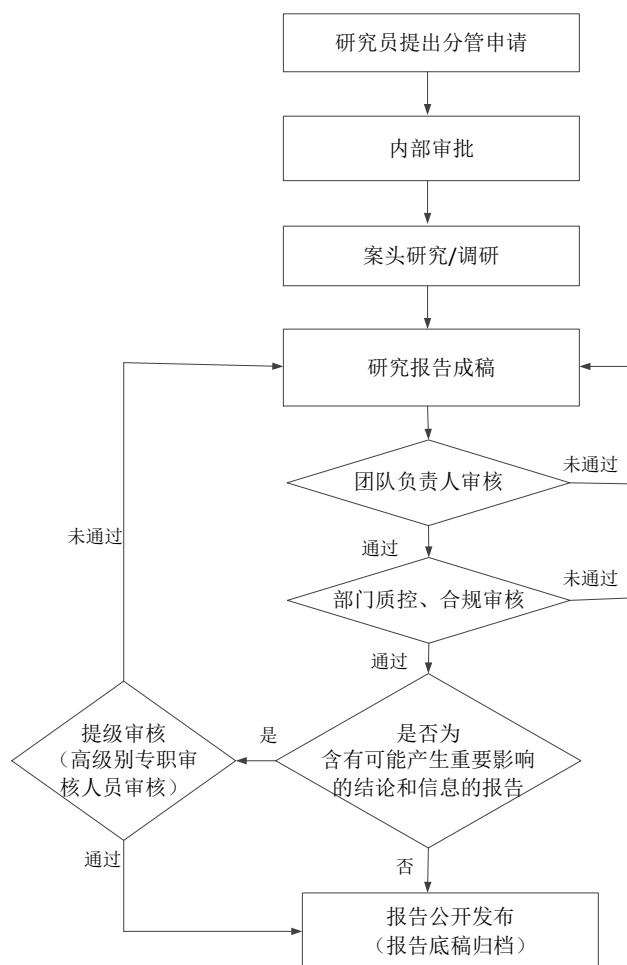 研究员提出分管申请
内部审批
案头研究/调研
研究报告成稿
团队负责人审核
未通过
未通过
通过
部门质控、合规审核
未通过
通过
提级审核
（高级别专职审
核人员审核）
是
是否为
含有可能产生重要影响
的结论和信息的报告
通过
否
报告公开发布
（报告底稿归档）